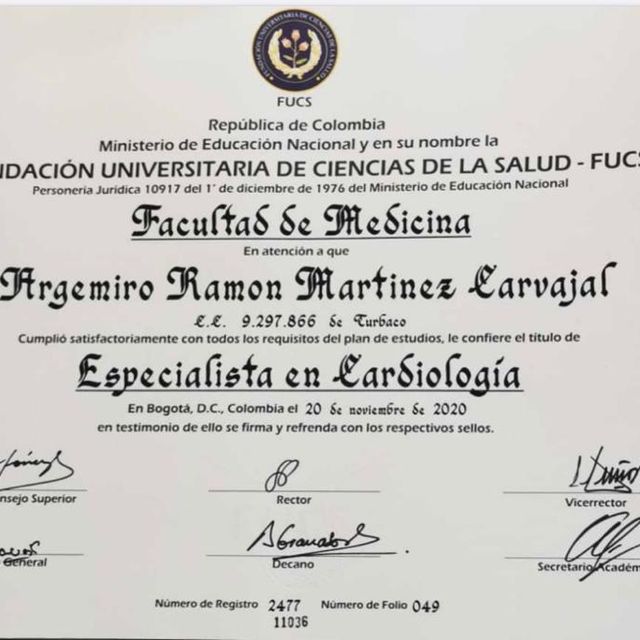 FUCS
República de Colombia
Ministerio de Educación Nacional y en su nombre la
NDACIÓN UNIVERSITARIA DE CIENCIAS DE LA SALUD - FUCS
Personería Jurídica 10917 del 1° de diciembre de 1976 del Ministerio de Educación Nacional
Facultad de Medicina
En atención a que
Argemiro Ramon Martinez Carvajal
C.C. 9.297.866 de Turbaco
Cumplió satisfactoriamente con todos los requisitos del plan de estudios, le confiere el título de
Especialista en Cardiología
En Bogotá, D.C., Colombia el 20 de noviembre de 2020
en testimonio de ello se firma y refrenda con los respectivos sellos.
nsejo Superior Rector Vicerrector
General Decano Secretario Académ
Número de Registro 2477 Número de Folio 049
11036